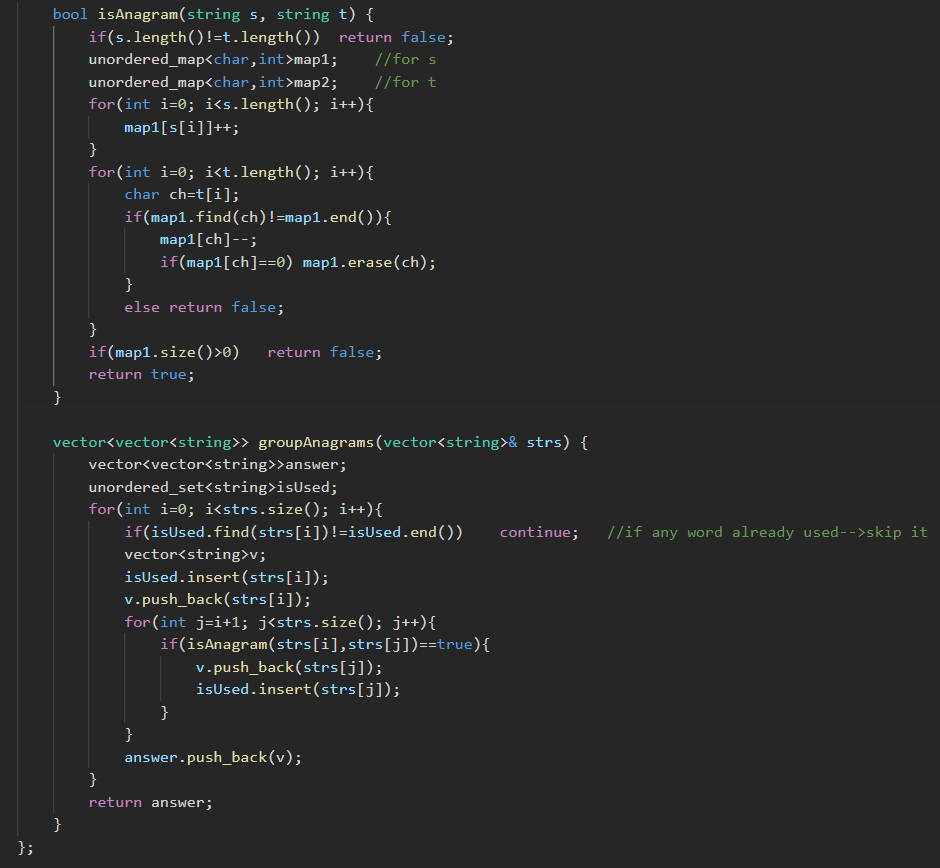 bool isAnagram(string s, string t) {
if(s.length()!=t.length())  return false;
unordered_map<char,int>map1;    //for s
unordered_map<char,int>map2;    //for t
for(int i=0; i<s.length(); i++){
map1[s[i]]++;
}
for(int i=0; i<t.length(); i++){
char ch=t[i];
if(map1.find(ch)!=map1.end()){
map1[ch]--;
if(map1[ch]==0) map1.erase(ch);
}
else return false;
}
if(map1.size()>0)   return false;
return true;
}
vector<vector<string>> groupAnagrams(vector<string>& strs) {
vector<vector<string>>answer;
unordered_set<string>isUsed;
for(int i=0; i<strs.size(); i++){
if(isUsed.find(strs[i])!=isUsed.end())    continue;   //if any word already used-->skip it
vector<string>v;
isUsed.insert(strs[i]);
v.push_back(strs[i]);
for(int j=i+1; j<strs.size(); j++){
if(isAnagram(strs[i],strs[j])==true){
v.push_back(strs[j]);
isUsed.insert(strs[j]);
}
}
answer.push_back(v);
}
return answer;
}
};